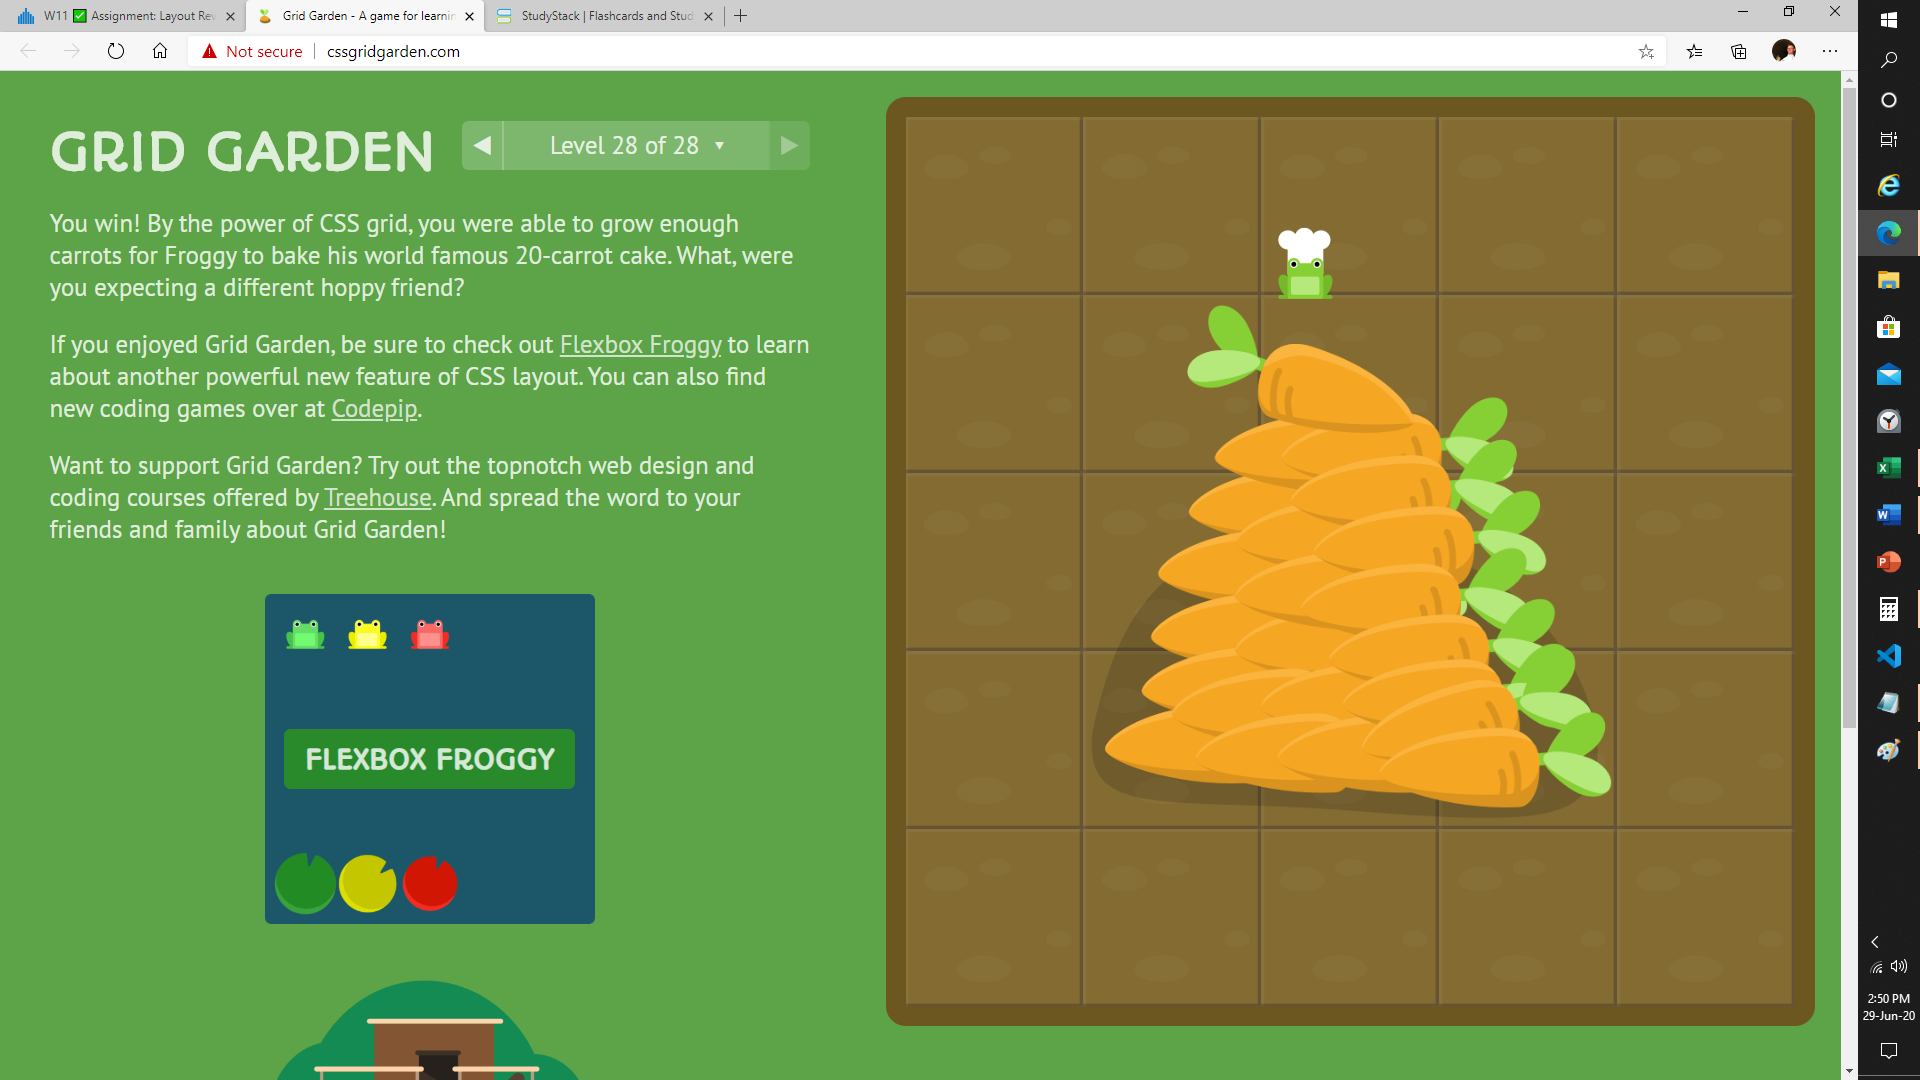 W11 ✅ Assignment: Layout Rev
Grid Garden - A game for learnin
StudyStack | Flashcards and Stud
Not secure
cssgridgarden.com
GRID GARDEN
Level 28 of 28
You win! By the power of CSS grid, you were able to grow enough
carrots for Froggy to bake his world famous 20-carrot cake. What, were
you expecting a different hoppy friend?
If you enjoyed Grid Garden, be sure to check out Flexbox Froggy to learn
about another powerful new feature of CSS layout. You can also find
new coding games over at Codepip.
Want to support Grid Garden? Try out the topnotch web design and
coding courses offered by Treehouse. And spread the word to your
friends and family about Grid Garden!
FLEXBOX FROGGY
2:50 PM
29-Jun-20